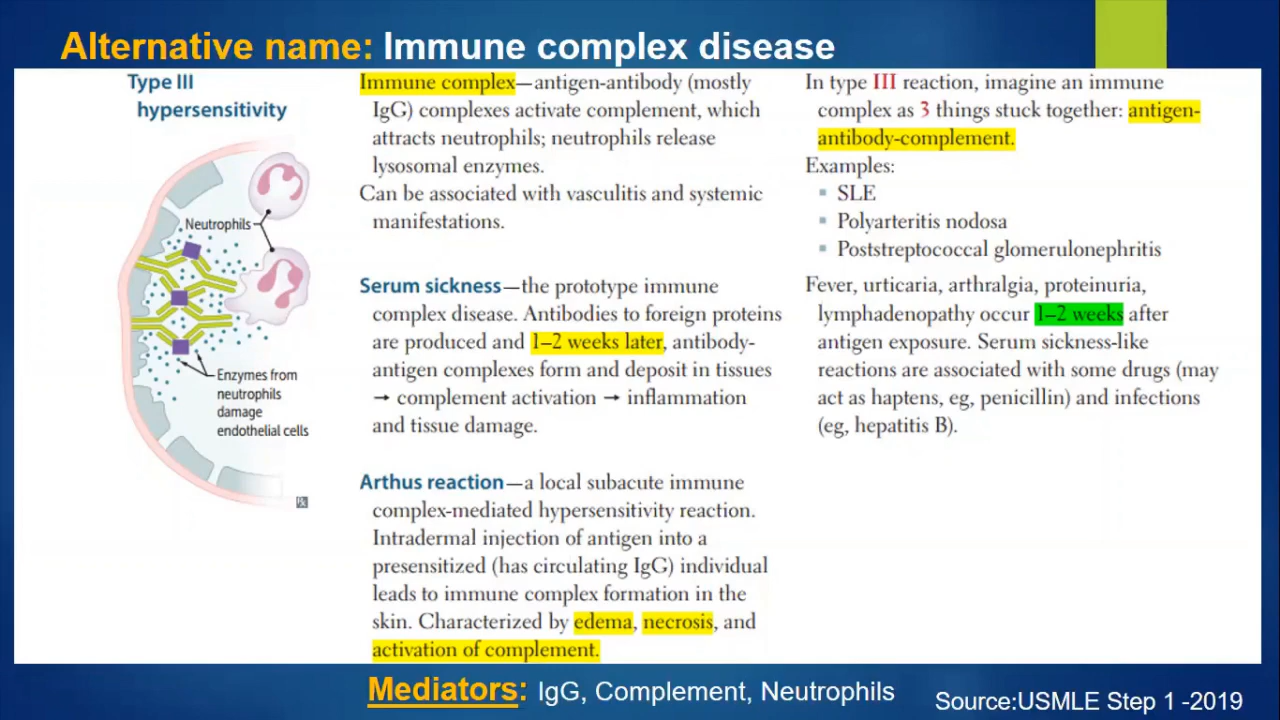 Alternative name: Immune complex disease
Type III
hypersensitivity
Neutrophils
Enzymes from
neutrophils
damage
endothelial cells
Immune complex—antigen-antibody (mostly
IgG) complexes activate complement, which
attracts neutrophils; neutrophils release
lysosomal enzymes.
Can be associated with vasculitis and systemic
manifestations.
In type III reaction, imagine an immune
complex as 3 things stuck together: antigen-
antibody-complement.
Examples:
▪ SLE
▪ Polyarteritis nodosa
▪ Poststreptococcal glomerulonephritis
Serum sickness—the prototype immune
complex disease. Antibodies to foreign proteins
are produced and 1–2 weeks later, antibody-
antigen complexes form and deposit in tissues
→ complement activation → inflammation
and tissue damage.
Fever, urticaria, arthralgia, proteinuria,
lymphadenopathy occur 1–2 weeks after
antigen exposure. Serum sickness-like
reactions are associated with some drugs (may
act as haptens, eg, penicillin) and infections
(eg, hepatitis B).
Arthus reaction—a local subacute immune
complex-mediated hypersensitivity reaction.
Intradermal injection of antigen into a
presensitized (has circulating IgG) individual
leads to immune complex formation in the
skin. Characterized by edema, necrosis, and
activation of complement.
Mediators: IgG, Complement, Neutrophils
Source:USMLE Step 1 -2019